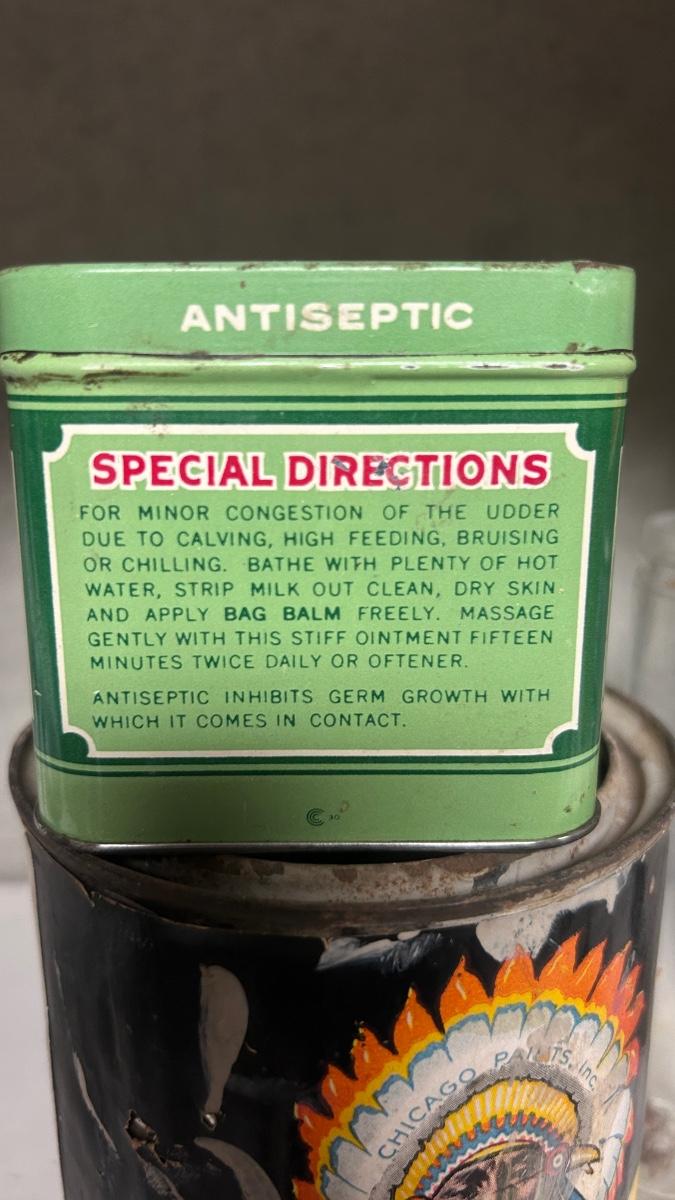 ANTISEPTIC
SPECIAL DIRECTIONS
FOR MINOR CONGESTION OF THE UDDER
DUE TO CALVING, HIGH FEEDING, BRUISING
OR CHILLING. BATHE WITH PLENTY OF HOT
WATER, STRIP MILK OUT CLEAN, DRY SKIN
AND APPLY BAG BALM FREELY. MASSAGE
GENTLY WITH THIS STIFF OINTMENT FIFTEEN
MINUTES TWICE DAILY OR OFTENER.
ANTISEPTIC INHIBITS GERM GROWTH WITH
WHICH IT COMES IN CONTACT.
CHICAGO PAINTS, Inc.